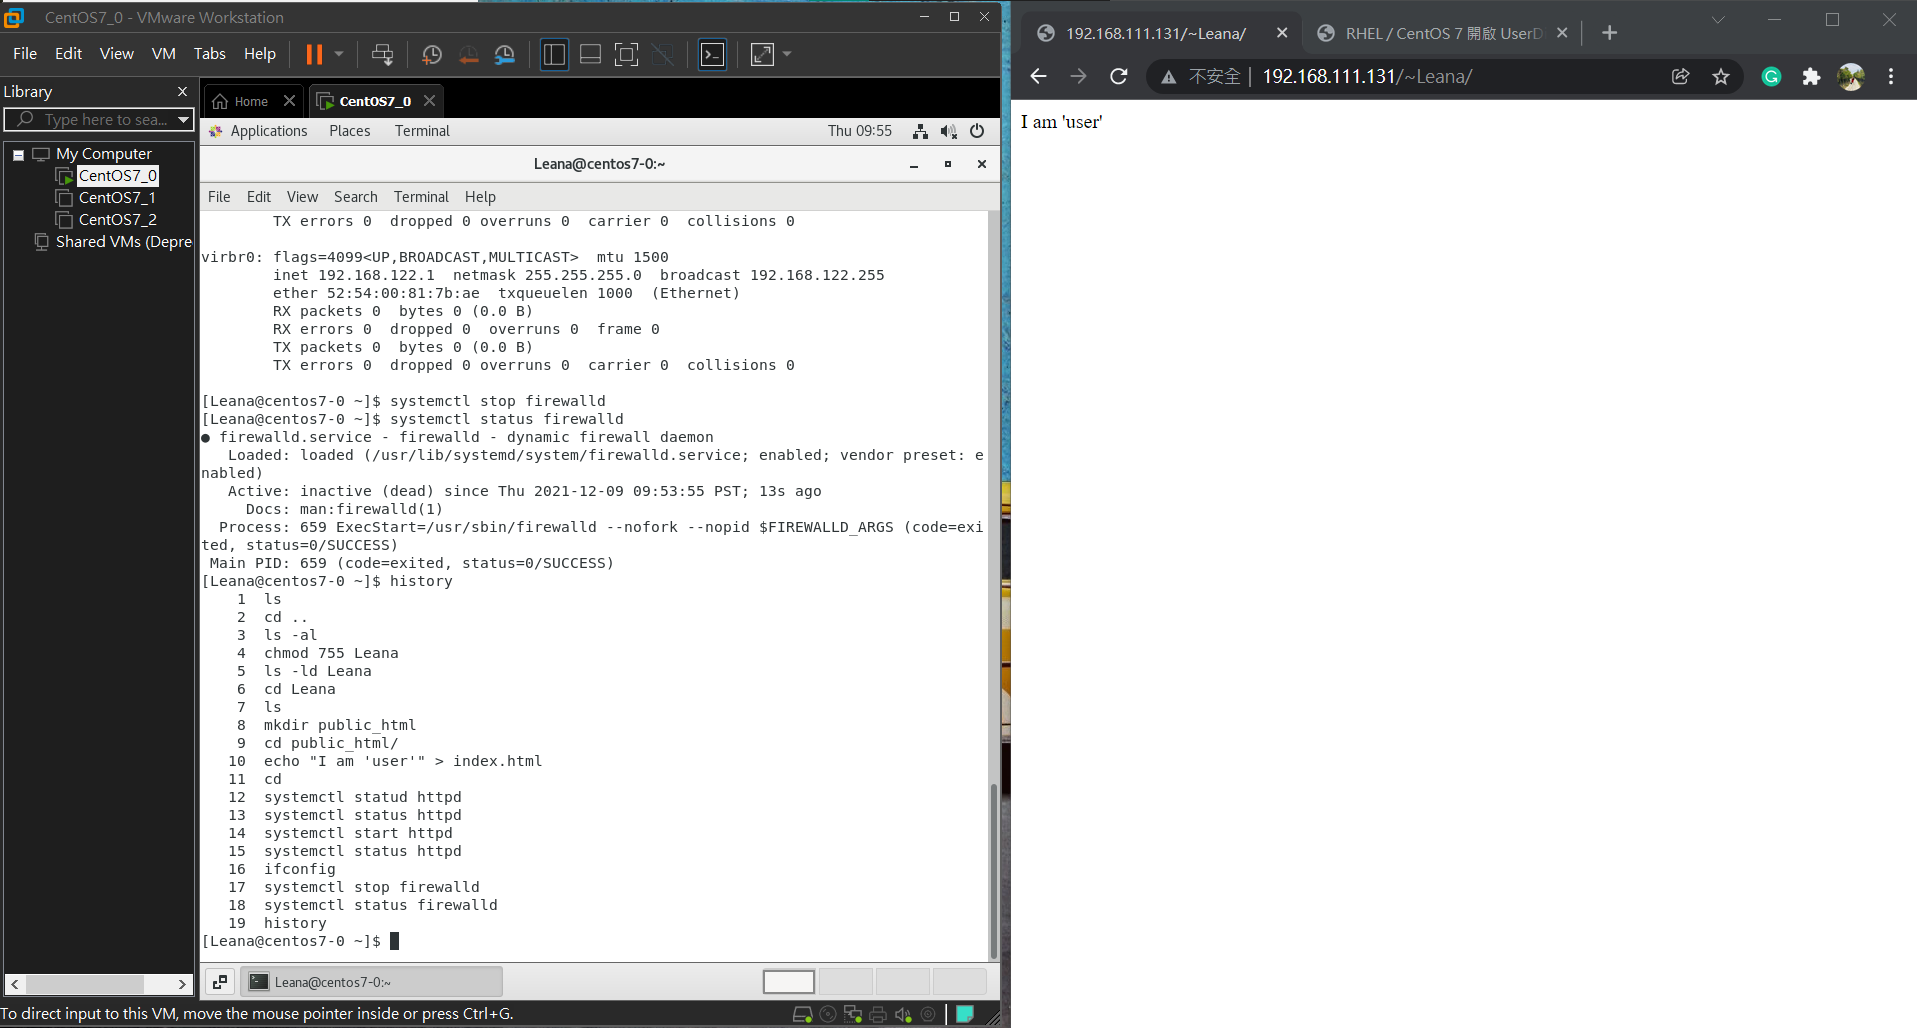 CentOS7_0 - VMware Workstation
File Edit View VM Tabs Help
Library
Type here to sea...
My Computer
CentOS7_0
CentOS7_1
CentOS7_2
Shared VMs (Depre
Home
CentOS7_0
Applications Places Terminal Thu 09:55
Leana@centos7-0:~
File Edit View Search Terminal Help
TX errors 0  dropped 0 overruns 0  carrier 0  collisions 0
virbr0: flags=4099<UP,BROADCAST,MULTICAST>  mtu 1500
inet 192.168.122.1  netmask 255.255.255.0  broadcast 192.168.122.255
ether 52:54:00:81:7b:ae  txqueuelen 1000  (Ethernet)
RX packets 0  bytes 0 (0.0 B)
RX errors 0  dropped 0  overruns 0  frame 0
TX packets 0  bytes 0 (0.0 B)
TX errors 0  dropped 0 overruns 0  carrier 0  collisions 0
[Leana@centos7-0 ~]$ systemctl stop firewalld
[Leana@centos7-0 ~]$ systemctl status firewalld
● firewalld.service - firewalld - dynamic firewall daemon
Loaded: loaded (/usr/lib/systemd/system/firewalld.service; enabled; vendor preset: e
nabled)
Active: inactive (dead) since Thu 2021-12-09 09:53:55 PST; 13s ago
Docs: man:firewalld(1)
Process: 659 ExecStart=/usr/sbin/firewalld --nofork --nopid $FIREWALLD_ARGS (code=exi
ted, status=0/SUCCESS)
Main PID: 659 (code=exited, status=0/SUCCESS)
[Leana@centos7-0 ~]$ history
1  ls
2  cd ..
3  ls -al
4  chmod 755 Leana
5  ls -ld Leana
6  cd Leana
7  ls
8  mkdir public_html
9  cd public_html/
10  echo "I am 'user'" > index.html
11  cd
12  systemctl statud httpd
13  systemctl status httpd
14  systemctl start httpd
15  systemctl status httpd
16  ifconfig
17  systemctl stop firewalld
18  systemctl status firewalld
19  history
[Leana@centos7-0 ~]$
Leana@centos7-0:~
To direct input to this VM, move the mouse pointer inside or press Ctrl+G.
192.168.111.131/~Leana/
RHEL / CentOS 7 開啟 UserD
不安全 | 192.168.111.131/~Leana/
I am 'user'